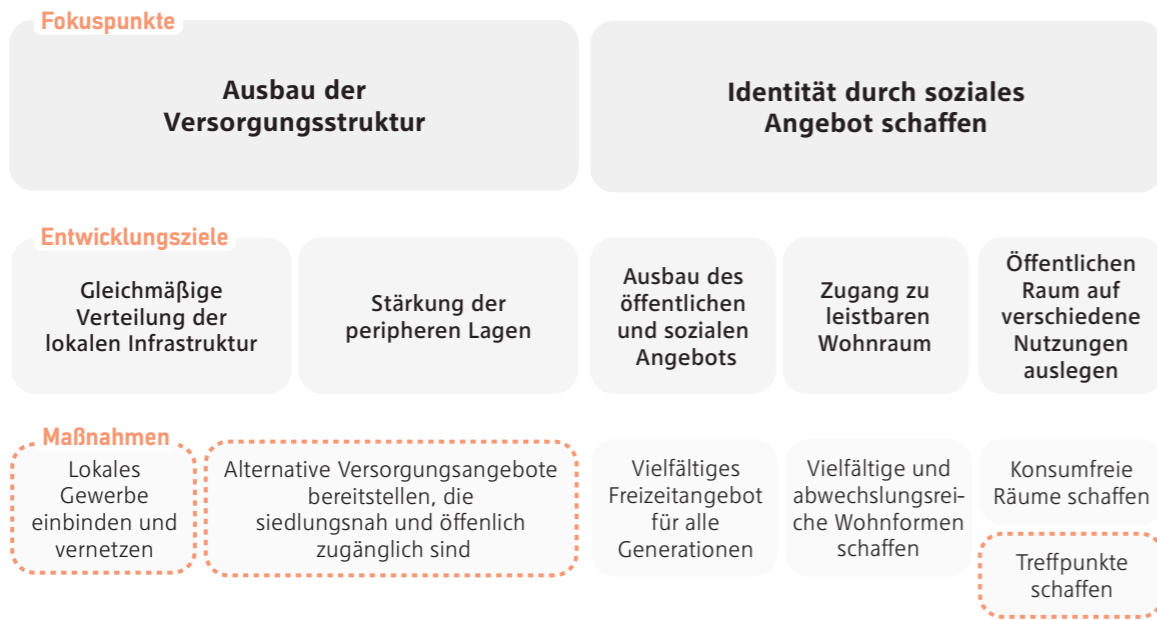 Fokuspunkte
Ausbau der
Versorgungsstruktur
Identität durch soziales
Angebot schaffen
Entwicklungsziele
Gleichmäßige
Verteilung der
lokalen Infrastruktur
Stärkung der
peripheren Lagen
Ausbau des
öffentlichen
und sozialen
Angebots
Zugang zu
leistbaren
Wohnraum
Öffentlichen
Raum auf
verschiedene
Nutzungen
auslegen
Maßnahmen
Lokales
Gewerbe
einbinden und
vernetzen
Alternative Versorgungsangebote
bereitstellen, die
siedlungsnah und öffenlich
zugänglich sind
Vielfältiges
Freizeitangebot
für alle
Generationen
Vielfältige und
abwechslungsrei-
che Wohnformen
schaffen
Konsumfreie
Räume schaffen
Treffpunkte
schaffen